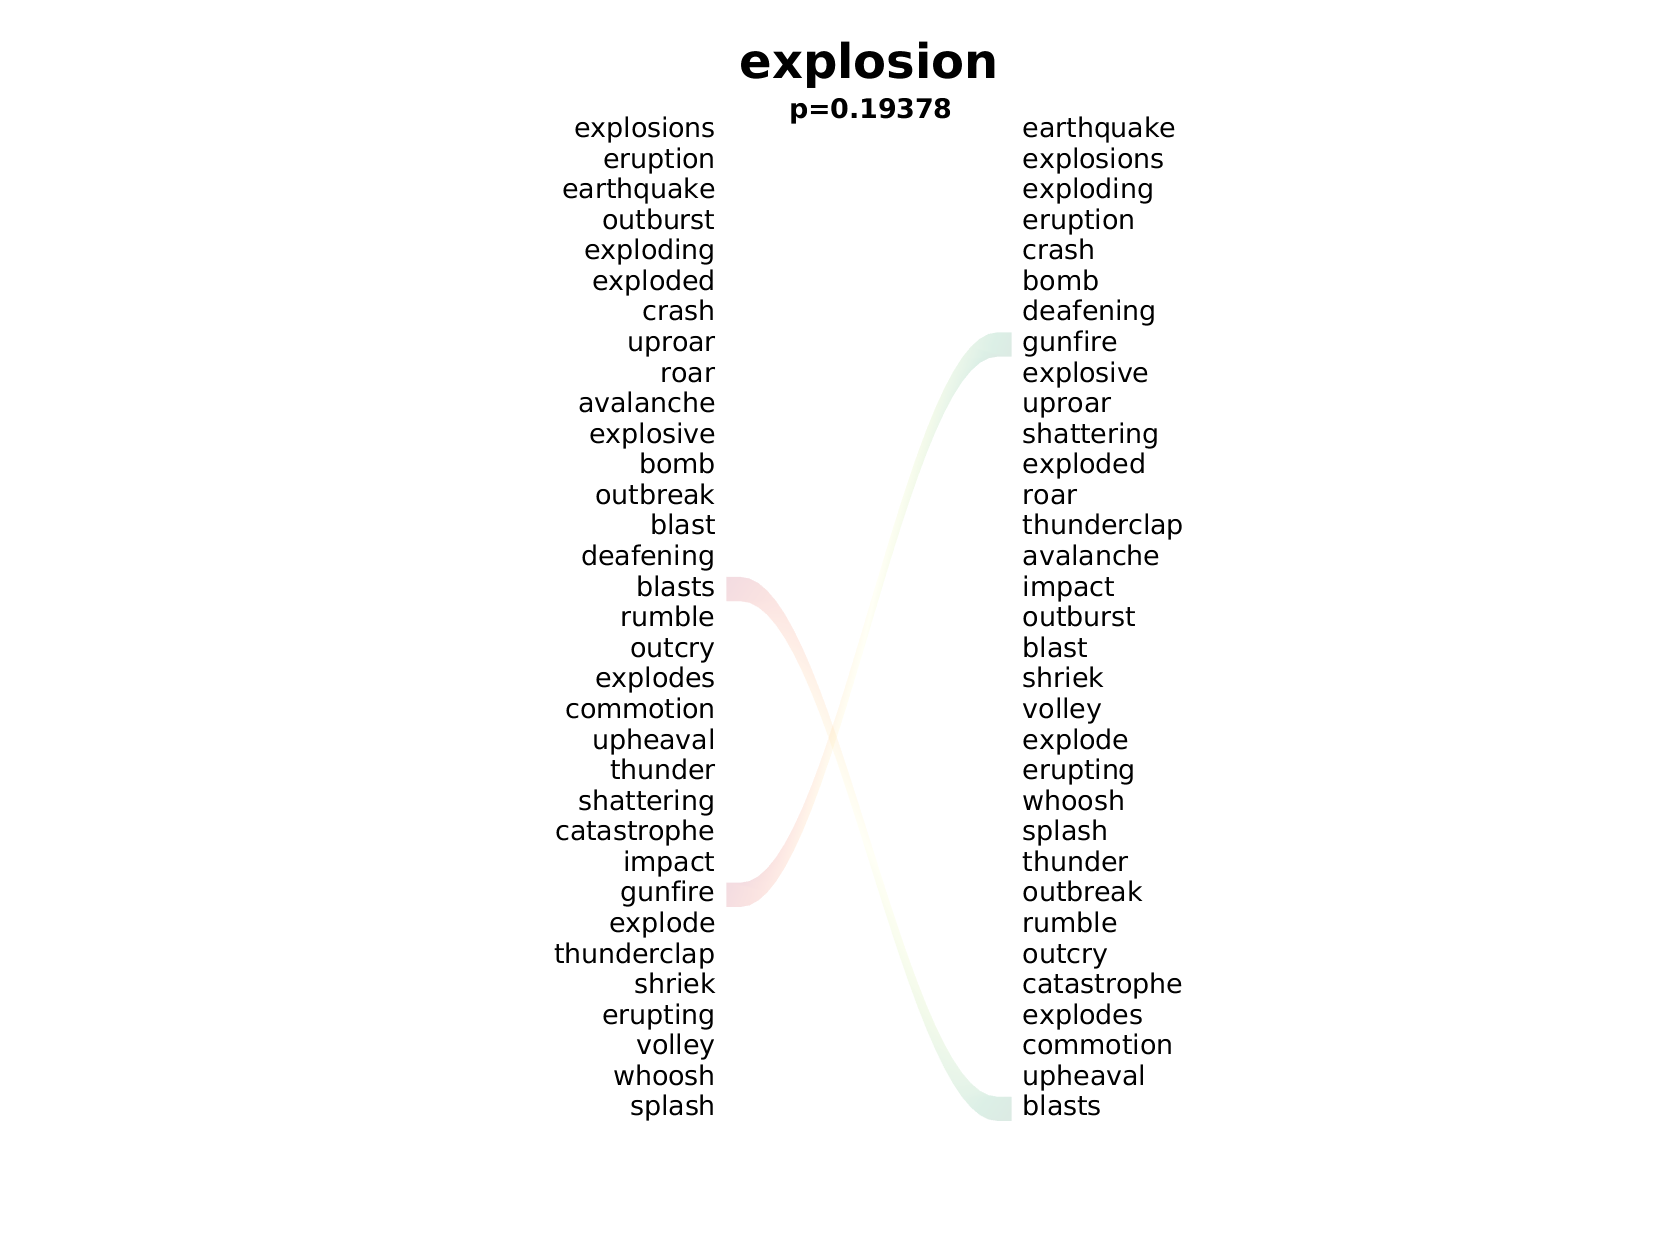 explosion
p=0.19378
explosions
eruption
earthquake
outburst
exploding
exploded
crash
uproar
roar
avalanche
explosive
bomb
outbreak
blast
deafening
blasts
rumble
outcry
explodes
commotion
upheaval
thunder
shattering
catastrophe
impact
gunfire
explode
thunderclap
shriek
erupting
volley
whoosh
splash
earthquake
explosions
exploding
eruption
crash
bomb
deafening
gunfire
explosive
uproar
shattering
exploded
roar
thunderclap
avalanche
impact
outburst
blast
shriek
volley
explode
erupting
whoosh
splash
thunder
outbreak
rumble
outcry
catastrophe
explodes
commotion
upheaval
blasts